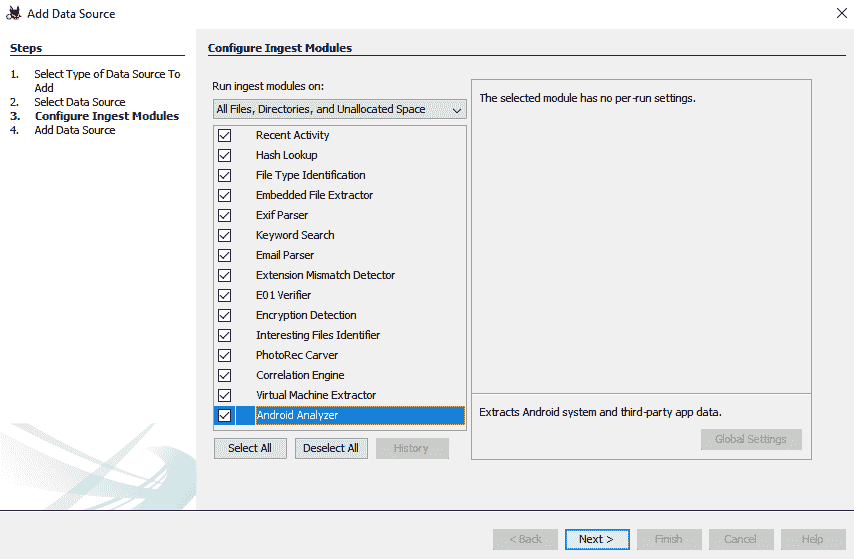 Add Data Source
Steps
1. Select Type of Data Source To
Add
2. Select Data Source
3. Configure Ingest Modules
4. Add Data Source
Configure Ingest Modules
Run ingest modules on:
All Files, Directories, and Unallocated Space
Recent Activity
Hash Lookup
File Type Identification
Embedded File Extractor
Exif Parser
Keyword Search
Email Parser
Extension Mismatch Detector
E01 Verifier
Encryption Detection
Interesting Files Identifier
PhotoRec Carver
Correlation Engine
Virtual Machine Extractor
Android Analyzer
Select All
Deselect All
History
The selected module has no per-run settings.
Extracts Android system and third-party app data.
Global Settings
< Back
Next >
Finish
Cancel
Help